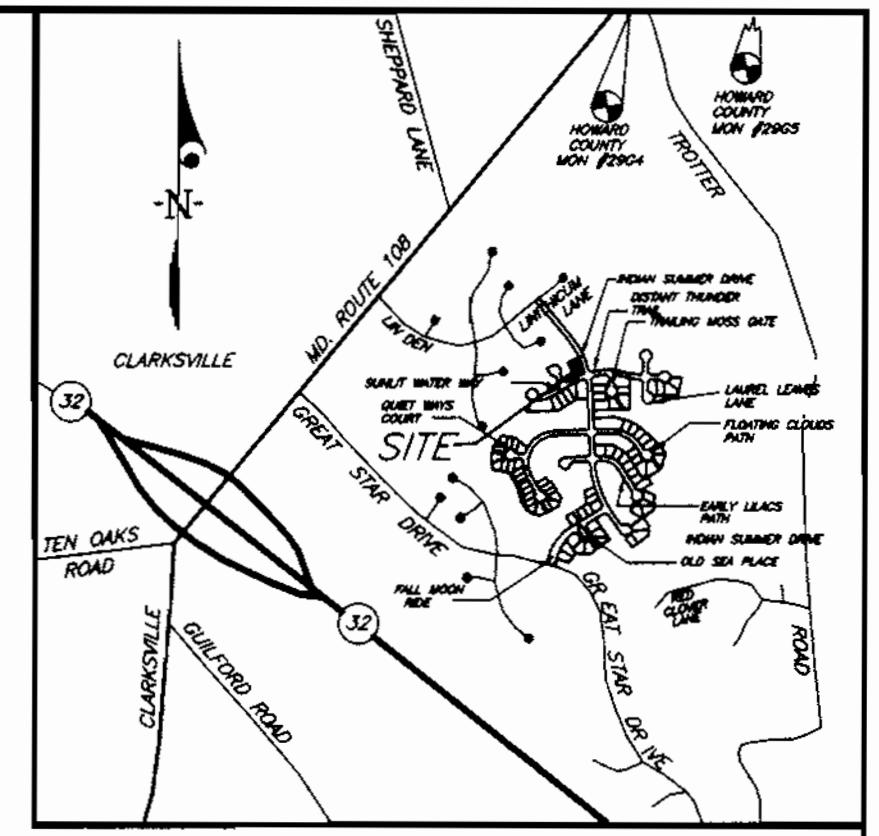 SHEPPARD LANE
HOWARD
COUNTY
MON #29G4
HOWARD
COUNTY
MON #29G5
TROTTER
-N-
MD. ROUTE 108
CLARKSVILLE
LINDEN
LINTHICUM
LANE
INDIAN SUMMER DRIVE
DISTANT THUNDER
TRAIL
TRAILING MOSS GATE
SUNLIT WATER WAY
QUIET WAYS
COURT
LAUREL LEAVES
LANE
FLOATING CLOUDS
PATH
SITE
32
GREAT STAR DRIVE
EARLY LILACS
PATH
INDIAN SUMMER DRIVE
OLD SEA PLACE
TEN OAKS
ROAD
FALL MOON
RIDE
RED
CLOVER
LANE
32
GREAT STAR DRIVE
ROAD
CLARKSVILLE
GUILFORD ROAD